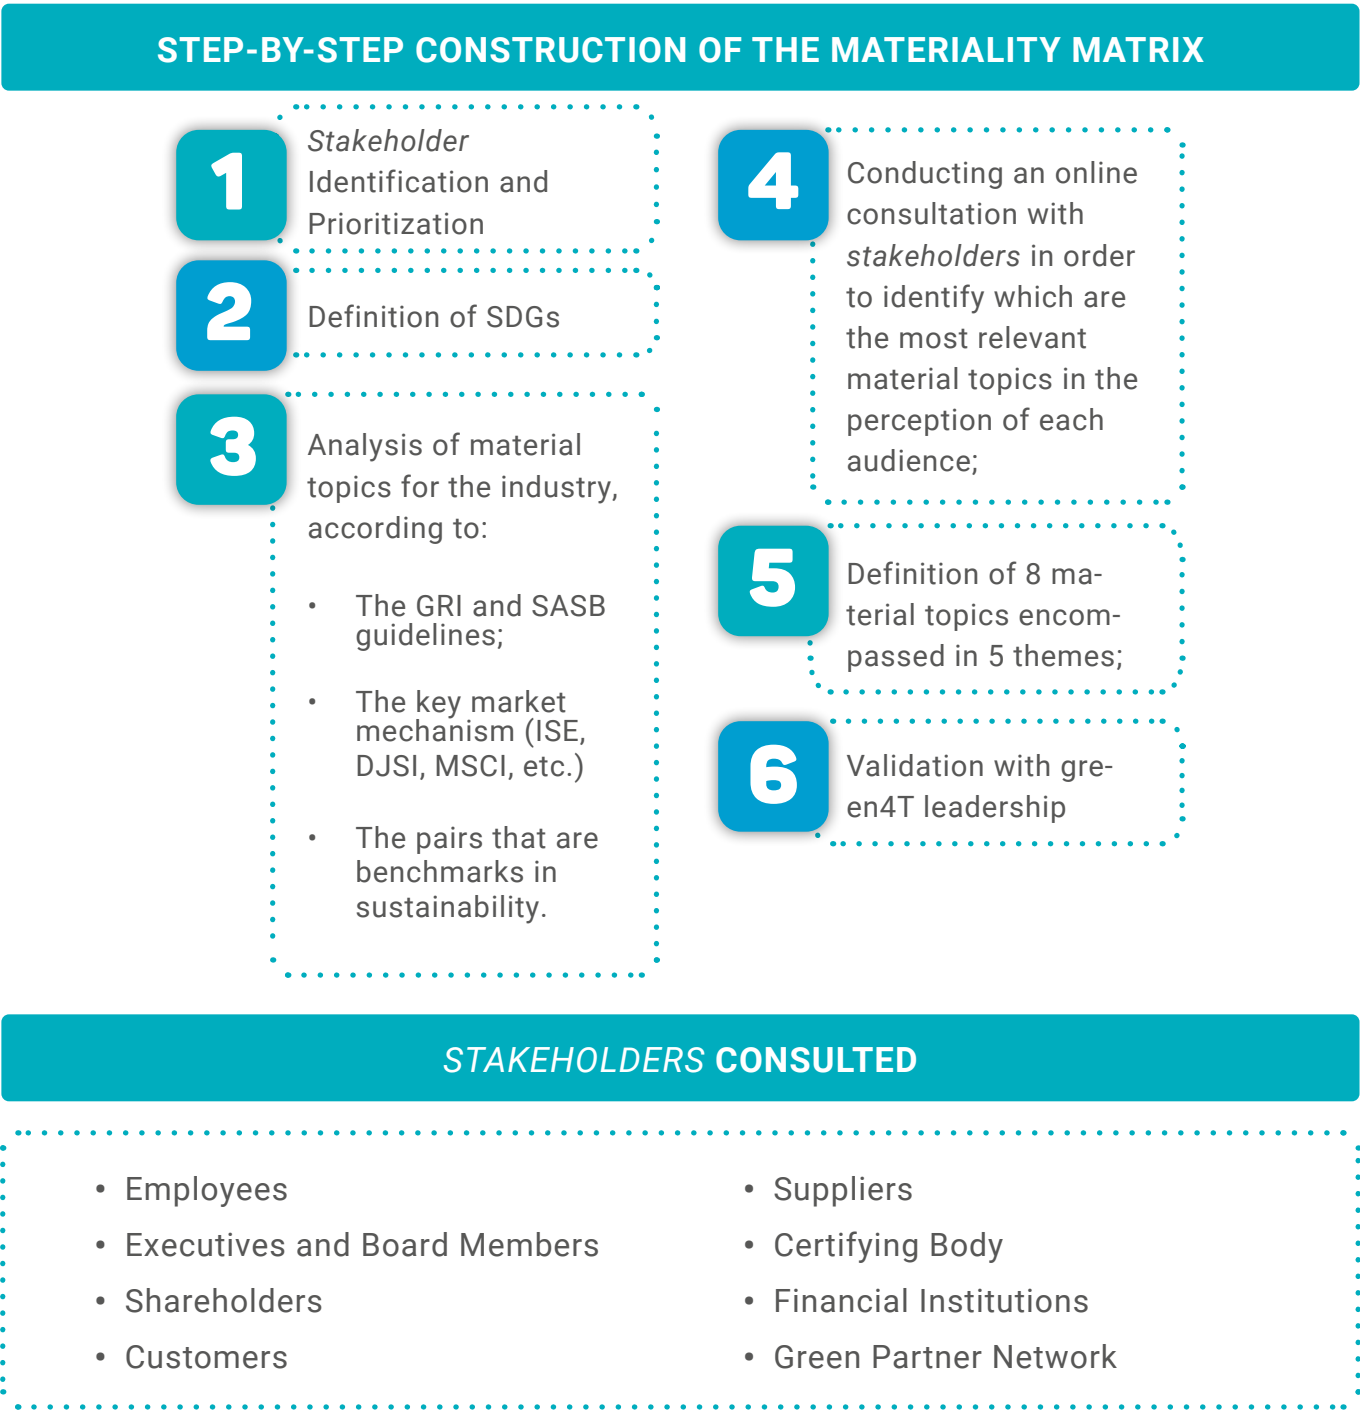 STEP-BY-STEP CONSTRUCTION OF THE MATERIALITY MATRIX
1
Stakeholder
Identification and
Prioritization
2
Definition of SDGs
3
Analysis of material
topics for the industry,
according to:
• The GRI and SASB
guidelines;
• The key market
mechanism (ISE,
DJSI, MSCI, etc.)
• The pairs that are
benchmarks in
sustainability.
4
Conducting an online
consultation with
stakeholders in order
to identify which are
the most relevant
material topics in the
perception of each
audience;
5
Definition of 8 ma-
terial topics encom-
passed in 5 themes;
6
Validation with gre-
en4T leadership
STAKEHOLDERS CONSULTED
• Employees
• Executives and Board Members
• Shareholders
• Customers
• Suppliers
• Certifying Body
• Financial Institutions
• Green Partner Network